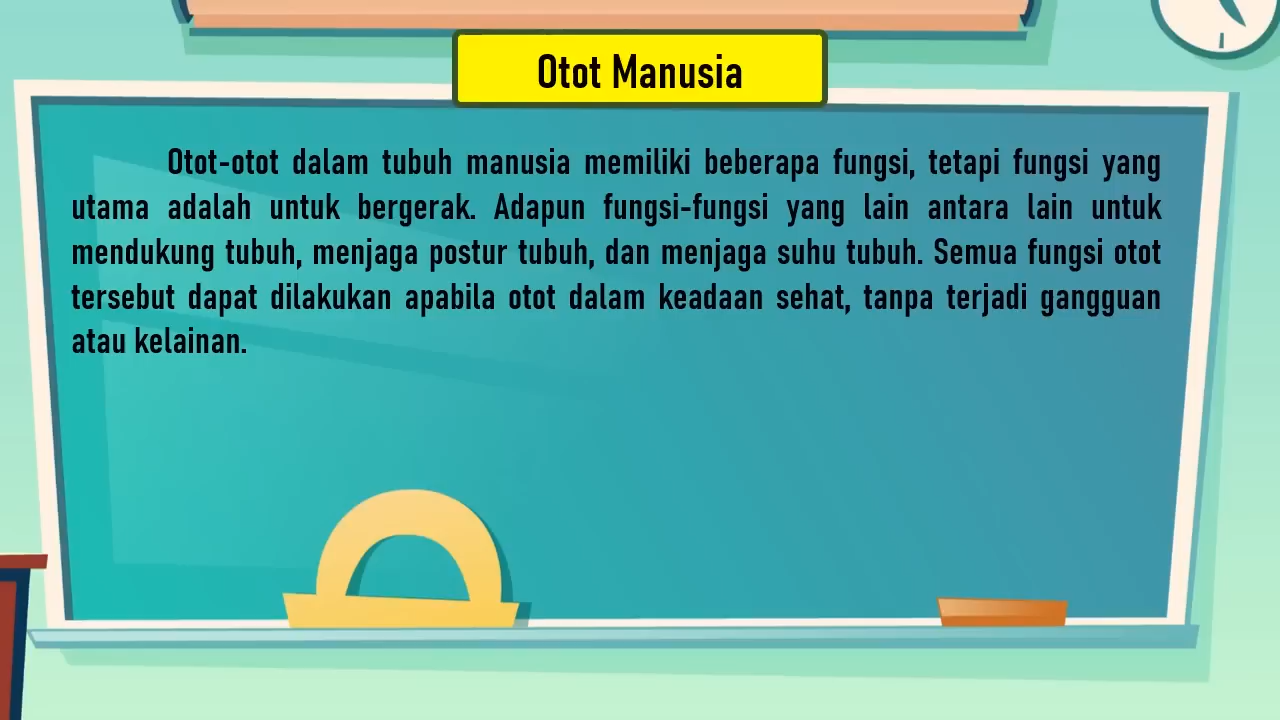 Otot Manusia
Otot-otot dalam tubuh manusia memiliki beberapa fungsi, tetapi fungsi yang
utama adalah untuk bergerak. Adapun fungsi-fungsi yang lain antara lain untuk
mendukung tubuh, menjaga postur tubuh, dan menjaga suhu tubuh. Semua fungsi otot
tersebut dapat dilakukan apabila otot dalam keadaan sehat, tanpa terjadi gangguan
atau kelainan.